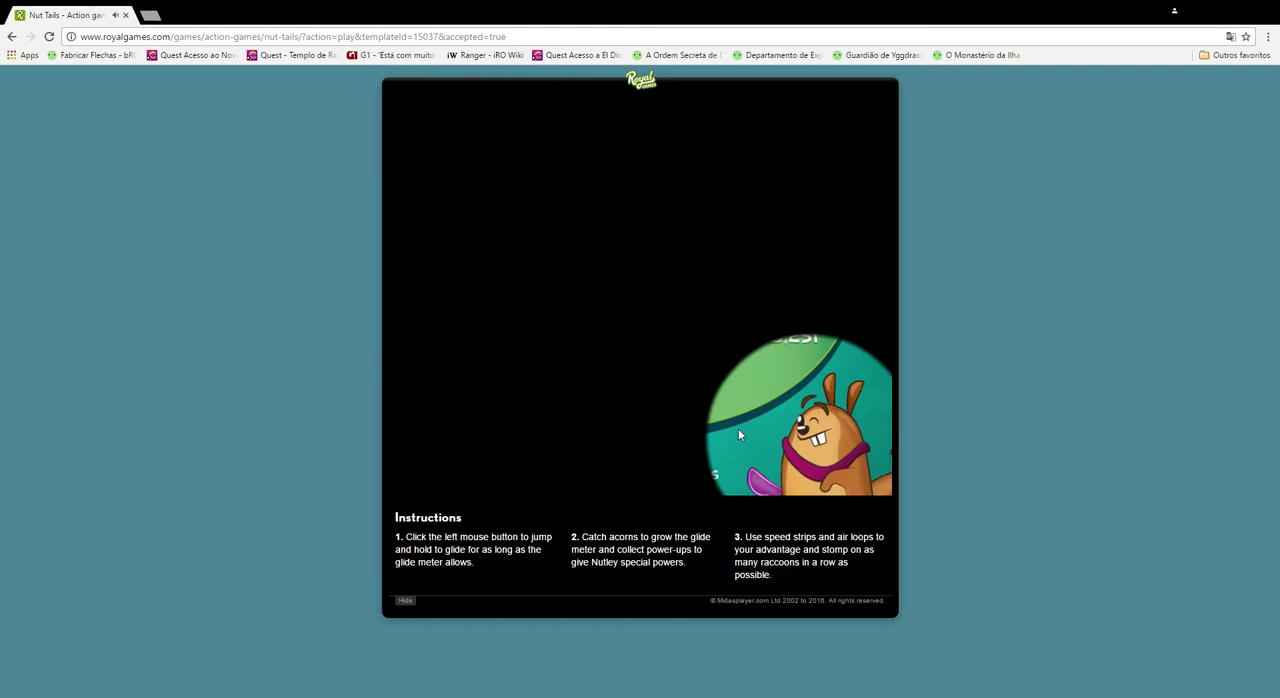 Nut Tails - Action gam
www.royalgames.com/games/action-games/nut-tails/?action=play&templateId=15037&accepted=true
Apps Fabricar Flechas - bRO Quest Acesso ao Nov Quest - Templo de Ra G1 G1 - 'Está com muito iW Ranger - iRO Wiki Quest Acesso a El Dic A Ordem Secreta de Departamento de Exp Guardião de Yggdras O Monastério da Ilha Outros favoritos
Royal
games
Instructions
1. Click the left mouse button to jump
and hold to glide for as long as the
glide meter allows.
2. Catch acorns to grow the glide
meter and collect power-ups to
give Nutley special powers.
3. Use speed strips and air loops to
your advantage and stomp on as
many raccoons in a row as
possible.
Hide
© Midasplayer.com Ltd 2002 to 2016. All rights reserved.